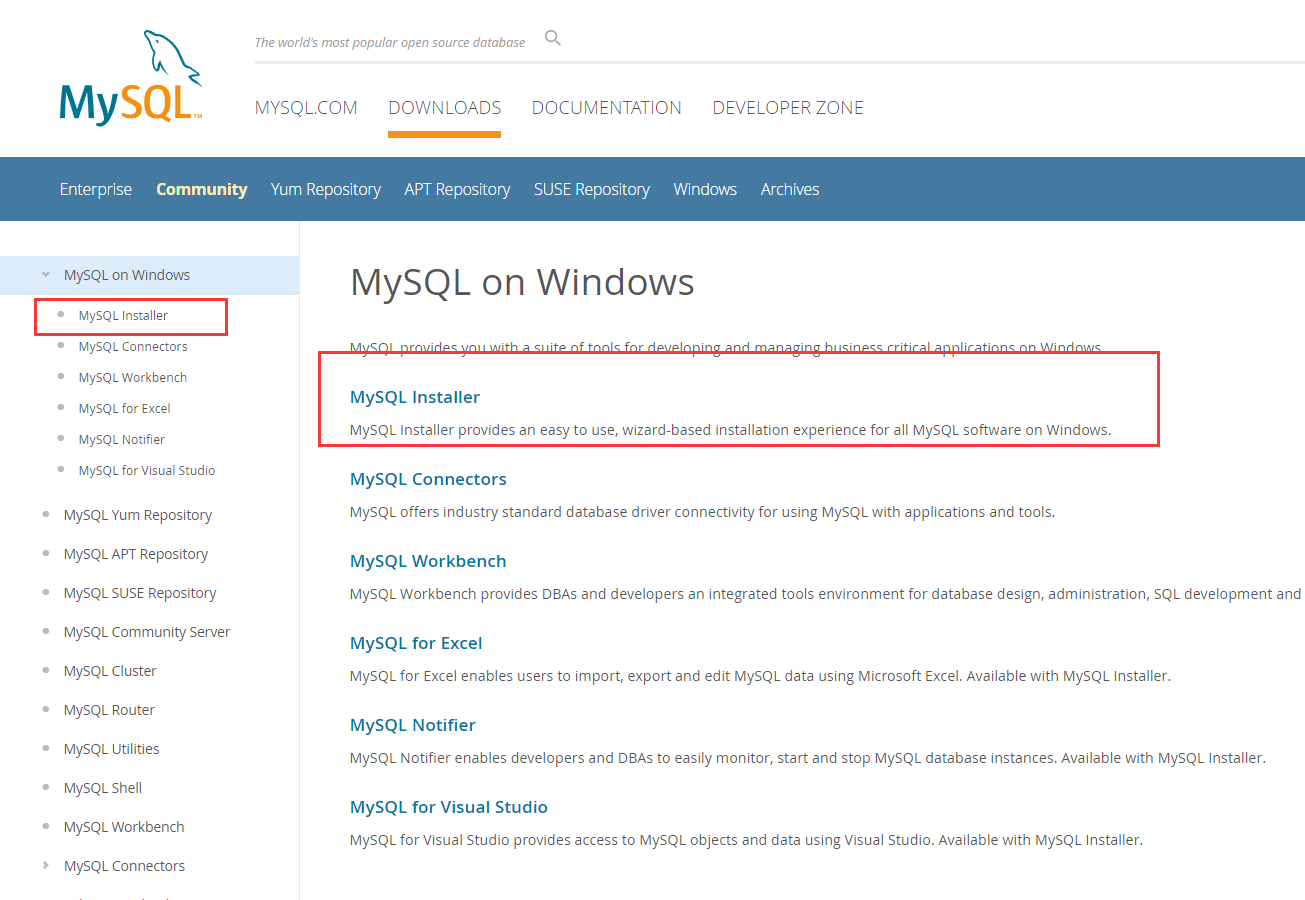 The world's most popular open source database
MySQL™
MYSQL.COM DOWNLOADS DOCUMENTATION DEVELOPER ZONE
Enterprise Community Yum Repository APT Repository SUSE Repository Windows Archives
MySQL on Windows
MySQL Installer
MySQL Connectors
MySQL Workbench
MySQL for Excel
MySQL Notifier
MySQL for Visual Studio
MySQL Yum Repository
MySQL APT Repository
MySQL SUSE Repository
MySQL Community Server
MySQL Cluster
MySQL Router
MySQL Utilities
MySQL Shell
MySQL Workbench
MySQL Connectors
MySQL on Windows
MySQL provides you with a suite of tools for developing and managing business critical applications on Windows.
MySQL Installer
MySQL Installer provides an easy to use, wizard-based installation experience for all MySQL software on Windows.
MySQL Connectors
MySQL offers industry standard database driver connectivity for using MySQL with applications and tools.
MySQL Workbench
MySQL Workbench provides DBAs and developers an integrated tools environment for database design, administration, SQL development and
MySQL for Excel
MySQL for Excel enables users to import, export and edit MySQL data using Microsoft Excel. Available with MySQL Installer.
MySQL Notifier
MySQL Notifier enables developers and DBAs to easily monitor, start and stop MySQL database instances. Available with MySQL Installer.
MySQL for Visual Studio
MySQL for Visual Studio provides access to MySQL objects and data using Visual Studio. Available with MySQL Installer.